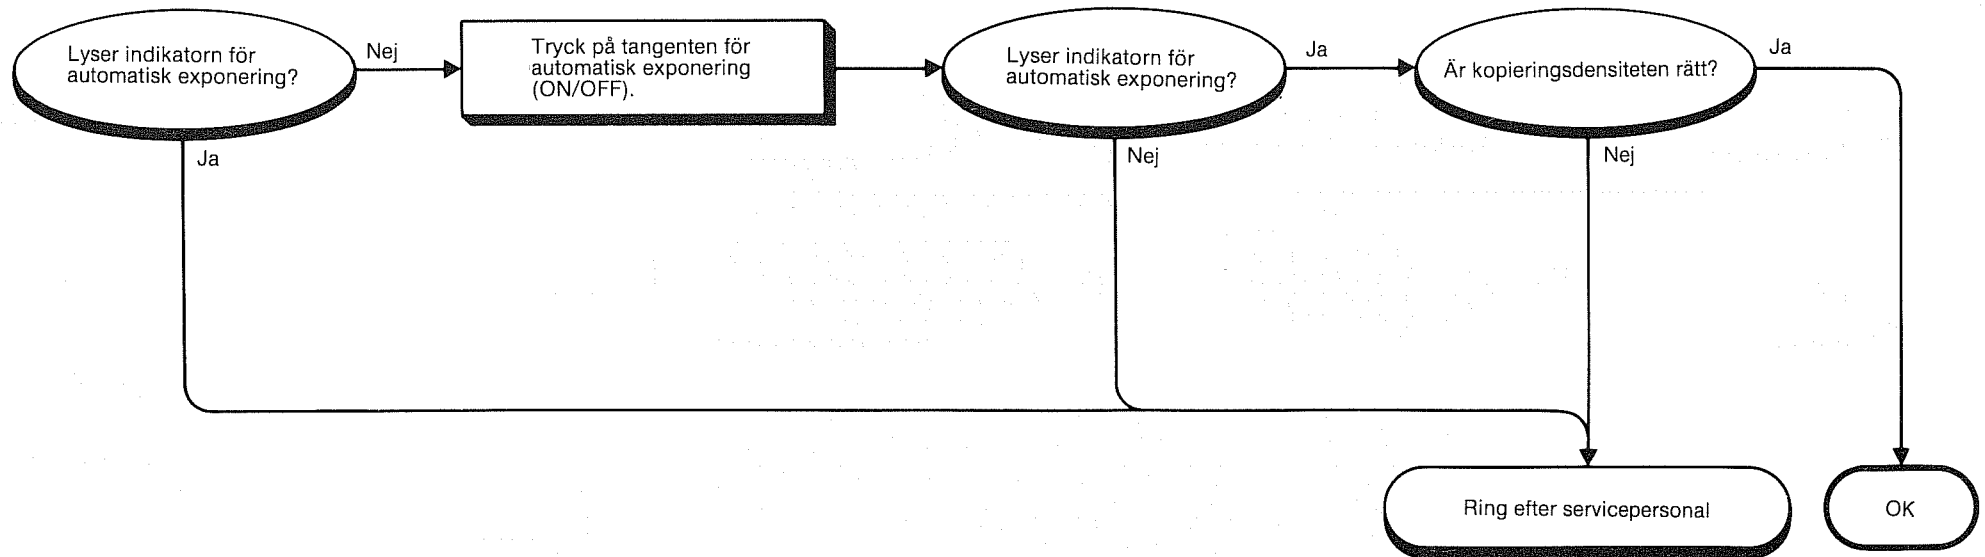 Lyser indikatorn för
automatisk exponering?
Nej
Ja
Tryck på tangenten för
automatisk exponering
(ON/OFF).
Lyser indikatorn för
automatisk exponering?
Ja
Nej
Är kopieringsdensiteten rätt?
Ja
Nej
Ring efter servicepersonal
OK